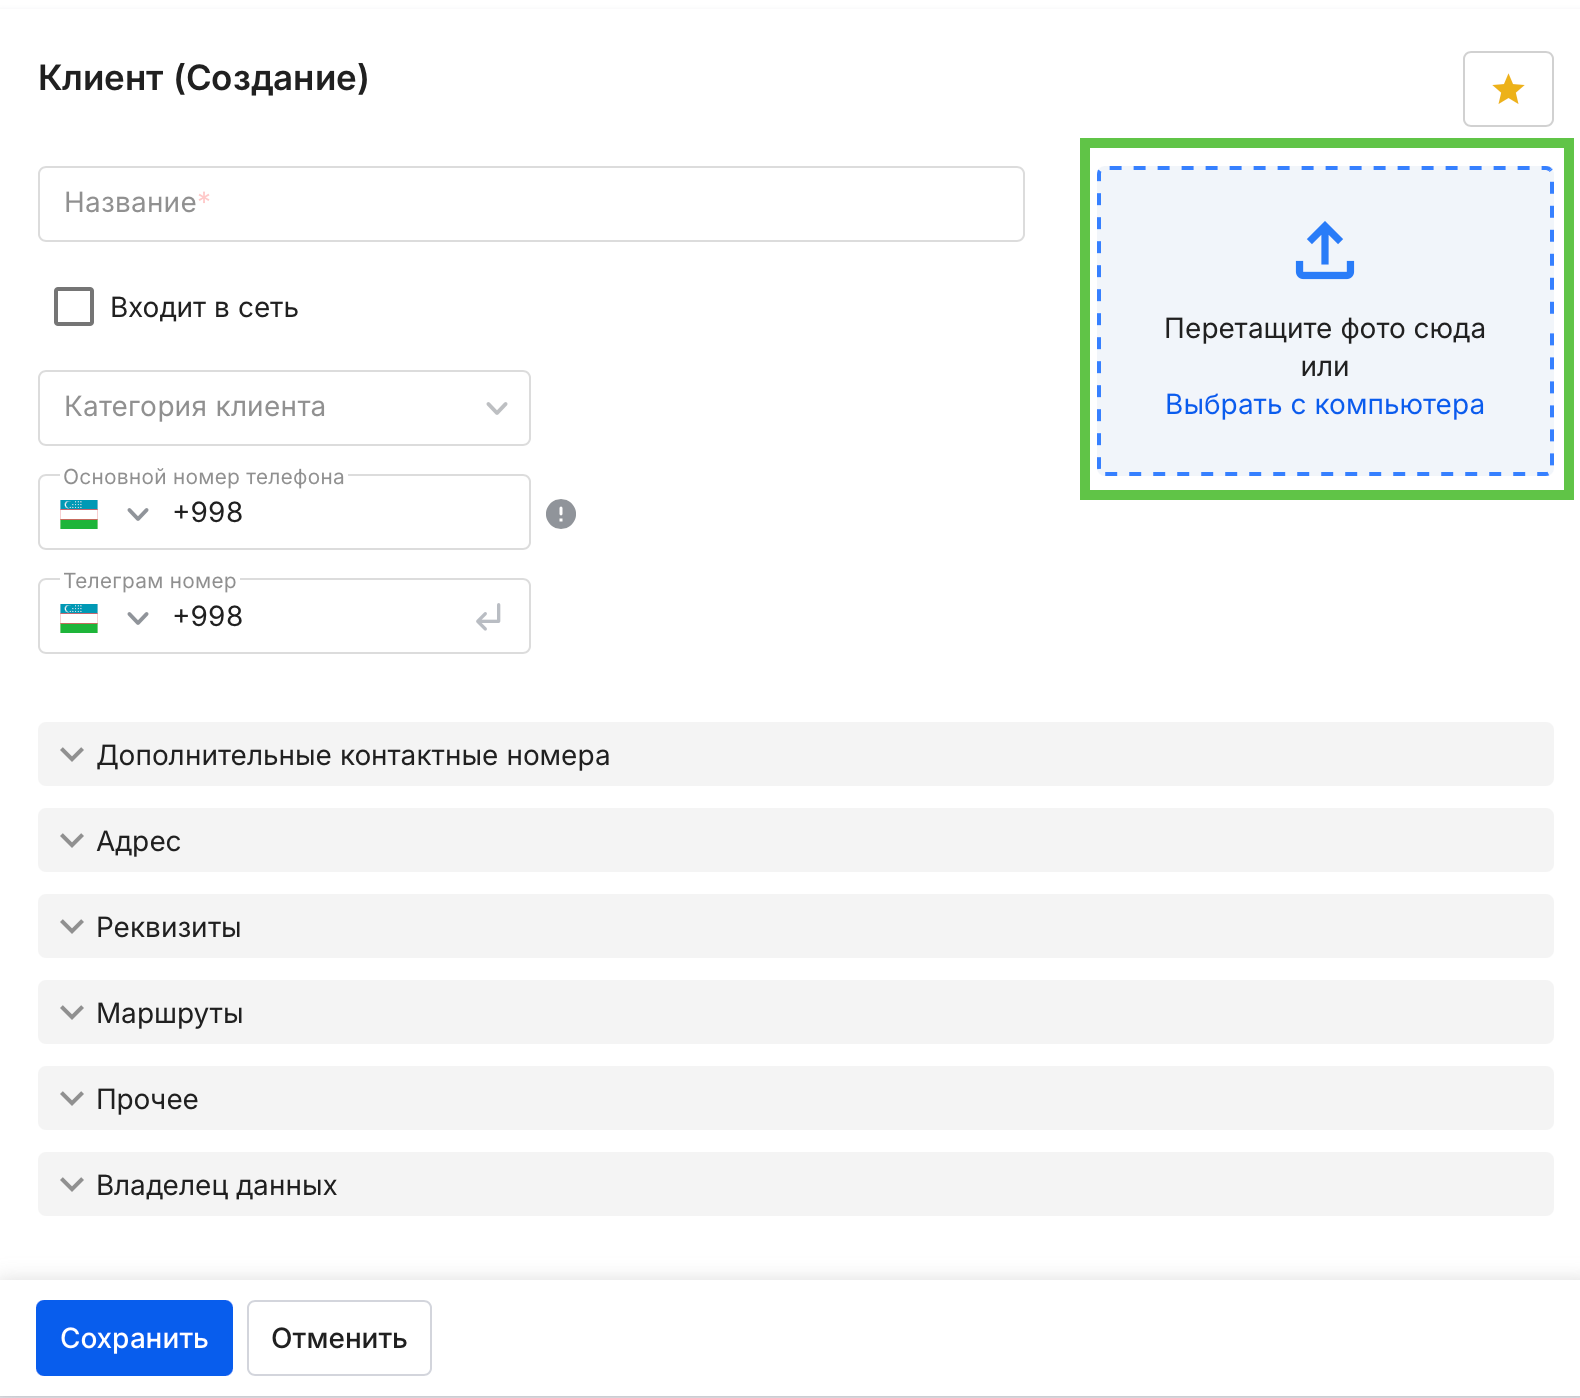 Клиент (Создание)
Название*
Входит в сеть
Категория клиента
Основной номер телефона
+998
Телеграм номер
+998
Перетащите фото сюда
или
Выбрать с компьютера
Дополнительные контактные номера
Адрес
Реквизиты
Маршруты
Прочее
Владелец данных
Сохранить
Отменить